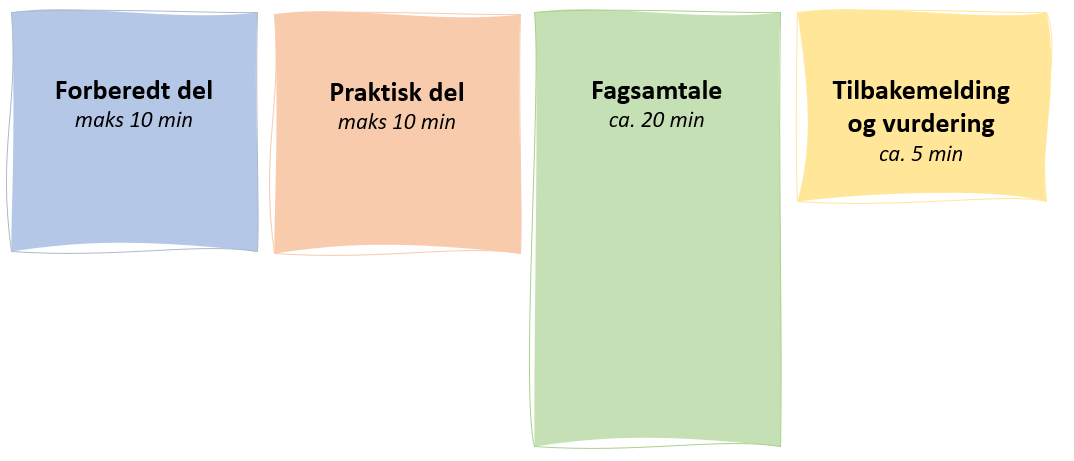 Forberedt del
maks 10 min
Praktisk del
maks 10 min
Fagsamtale
ca. 20 min
Tilbakemelding
og vurdering
ca. 5 min